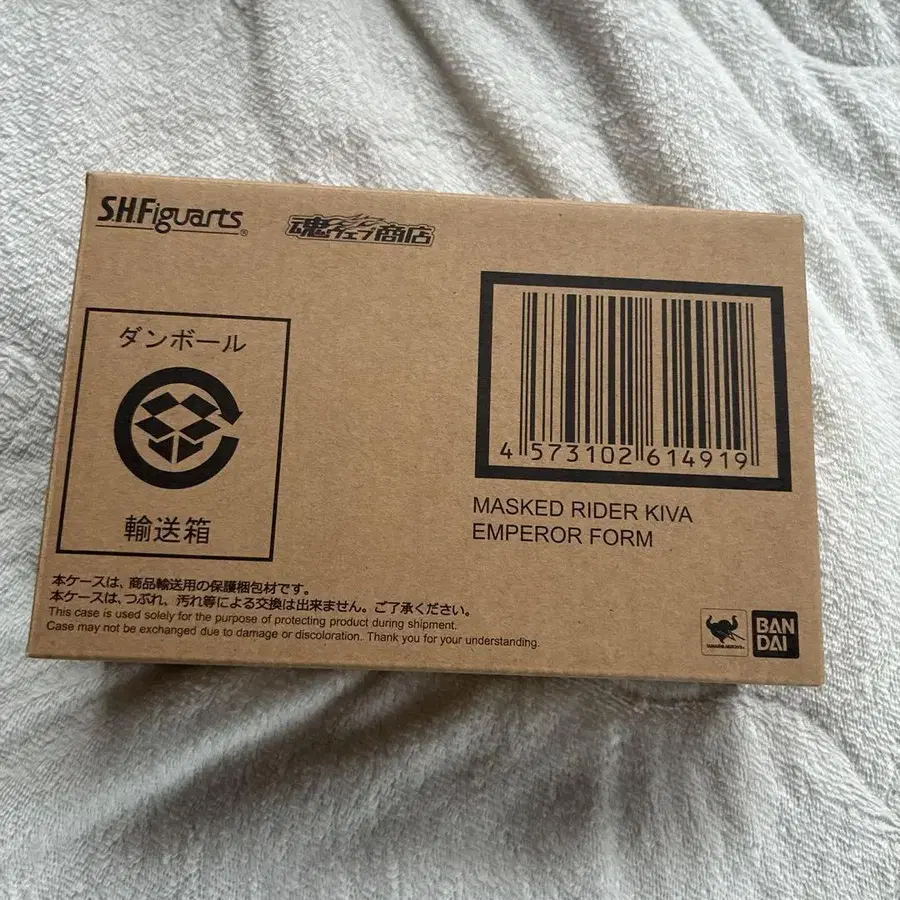 S.H.Figuarts®
魂ウェブ商店
ダンボール
輸送箱
4 573102 614919
MASKED RIDER KIVA
EMPEROR FORM
本ケースは、商品輸送用の保護梱包材です。
本ケースは、つぶれ、汚れ等による交換は出来ません。ご了承ください。
This case is used solely for the purpose of protecting product during shipment.
Case may not be exchanged due to damage or discoloration. Thank you for your understanding.
BAN
DAI